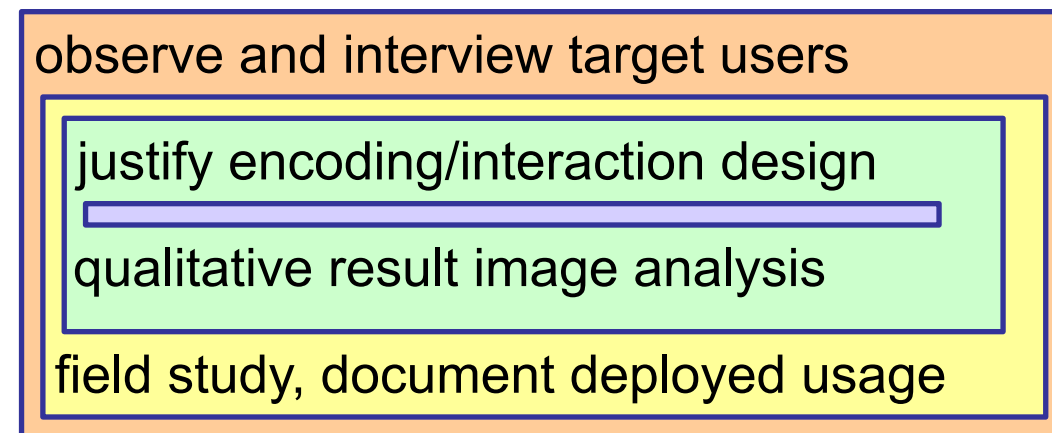 observe and interview target users
justify encoding/interaction design
qualitative result image analysis
field study, document deployed usage